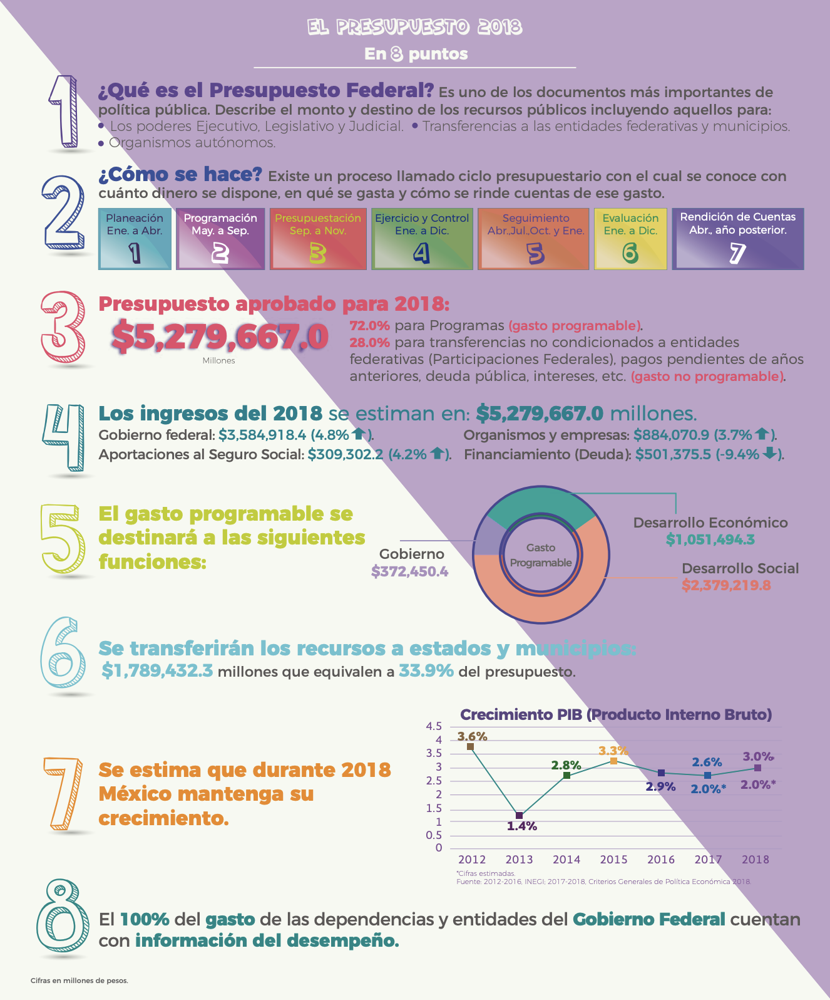 EL PRESUPUESTO 2018
En 8 puntos
1
¿Qué es el Presupuesto Federal? Es uno de los documentos más importantes de
política pública. Describe el monto y destino de los recursos públicos incluyendo aquellos para:
• Los poderes Ejecutivo, Legislativo y Judicial. • Transferencias a las entidades federativas y municipios.
• Organismos autónomos.
2
¿Cómo se hace? Existe un proceso llamado ciclo presupuestario con el cual se conoce con
cuánto dinero se dispone, en qué se gasta y cómo se rinde cuentas de ese gasto.
Planeación
Ene. a Abr.
1
Programación
May. a Sep.
2
Presupuestación
Sep. a Nov.
3
Ejercicio y Control
Ene. a Dic.
4
Seguimiento
Abr.,Jul.,Oct. y Ene.
5
Evaluación
Ene. a Dic.
6
Rendición de Cuentas
Abr., año posterior.
7
3
Presupuesto aprobado para 2018:
$5,279,667,0
Millones
72.0% para Programas (gasto programable).
28.0% para transferencias no condicionados a entidades
federativas (Participaciones Federales), pagos pendientes de años
anteriores, deuda pública, intereses, etc. (gasto no programable).
4
Los ingresos del 2018 se estiman en: $5,279,667.0 millones.
Gobierno federal: $3,584,918.4 (4.8% ⬆). Organismos y empresas: $884,070.9 (3.7% ⬆).
Aportaciones al Seguro Social: $309,302.2 (4.2% ⬆). Financiamiento (Deuda): $501,375.5 (-9.4% ⬇).
5
El gasto programable se
destinará a las siguientes
funciones:
Gobierno
$372,450.4
Gasto
Programable
Desarrollo Económico
$1,051,494.3
Desarrollo Social
$2,379,219.8
6
Se transferirán los recursos a estados y municipios:
$1,789,432.3 millones que equivalen a 33.9% del presupuesto.
7
Se estima que durante 2018
México mantenga su
crecimiento.
Crecimiento PIB (Producto Interno Bruto)
4.5
4
3.5
3
2.5
2
1.5
1
0.5
0
3.6%
1.4%
2.8%
3.3%
2.9%
2.6%
2.0%*
3.0%
2.0%*
2012 2013 2014 2015 2016 2017 2018
*Cifras estimadas.
Fuente: 2012-2016, INEGI; 2017-2018, Criterios Generales de Política Económica 2018.
8
El 100% del gasto de las dependencias y entidades del Gobierno Federal cuentan
con información del desempeño.
Cifras en millones de pesos.